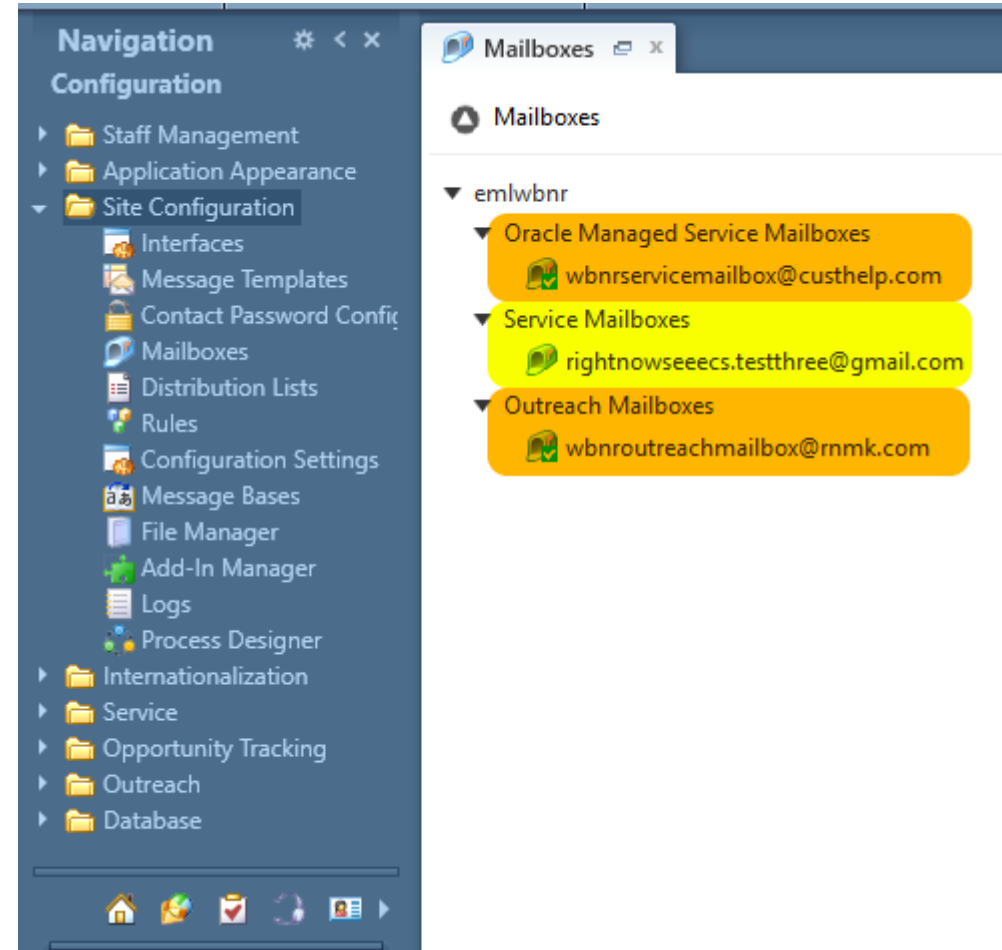 Navigation
Configuration
Staff Management
Application Appearance
Site Configuration
Interfaces
Message Templates
Contact Password Config
Mailboxes
Distribution Lists
Rules
Configuration Settings
Message Bases
File Manager
Add-In Manager
Logs
Process Designer
Internationalization
Service
Opportunity Tracking
Outreach
Database
Mailboxes
Mailboxes
emlwbnr
Oracle Managed Service Mailboxes
wbnrservicemailbox@custhelp.com
Service Mailboxes
rightnowseeecs.testthree@gmail.com
Outreach Mailboxes
wbnroutreachmailbox@rnmk.com